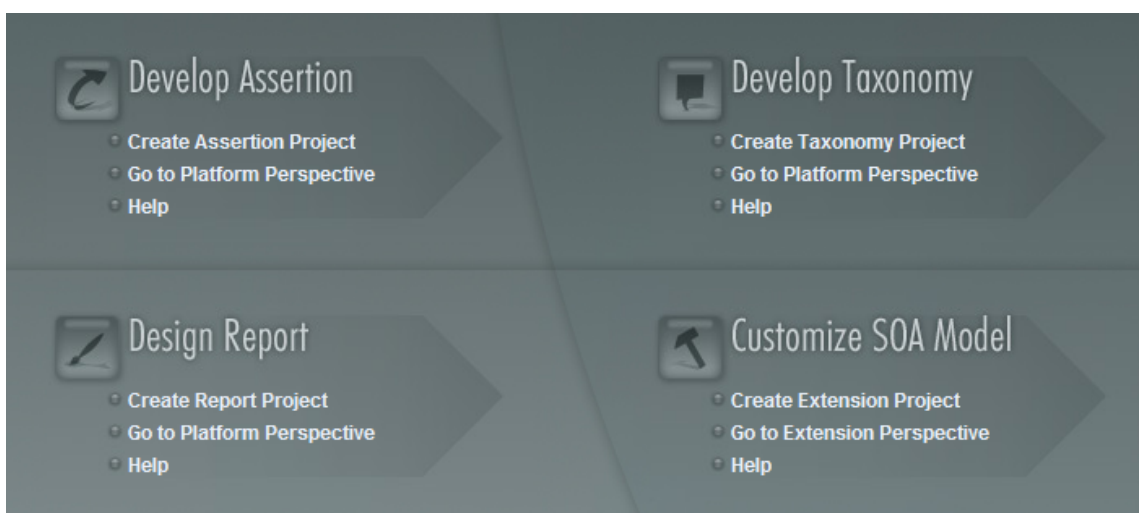 Develop Assertion
Create Assertion Project
Go to Platform Perspective
Help
Develop Taxonomy
Create Taxonomy Project
Go to Platform Perspective
Help
Design Report
Create Report Project
Go to Platform Perspective
Help
Customize SOA Model
Create Extension Project
Go to Extension Perspective
Help